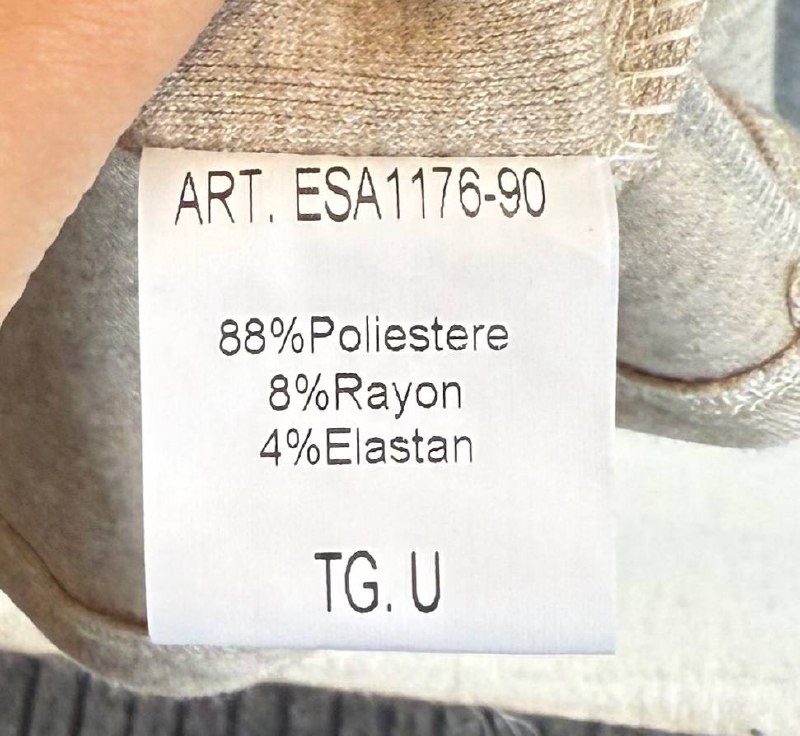 ART. ESA1176-90
88%Poliestere
8%Rayon
4%Elastan
TG. U